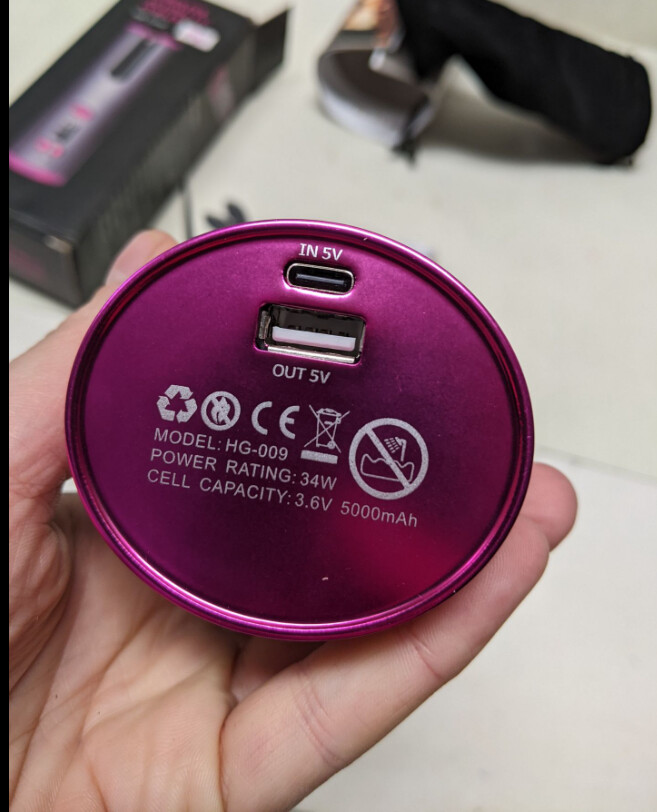 IN 5V
OUT 5V
CE
MODEL: HG-009
POWER RATING: 34W
CELL CAPACITY: 3.6V 5000mAh